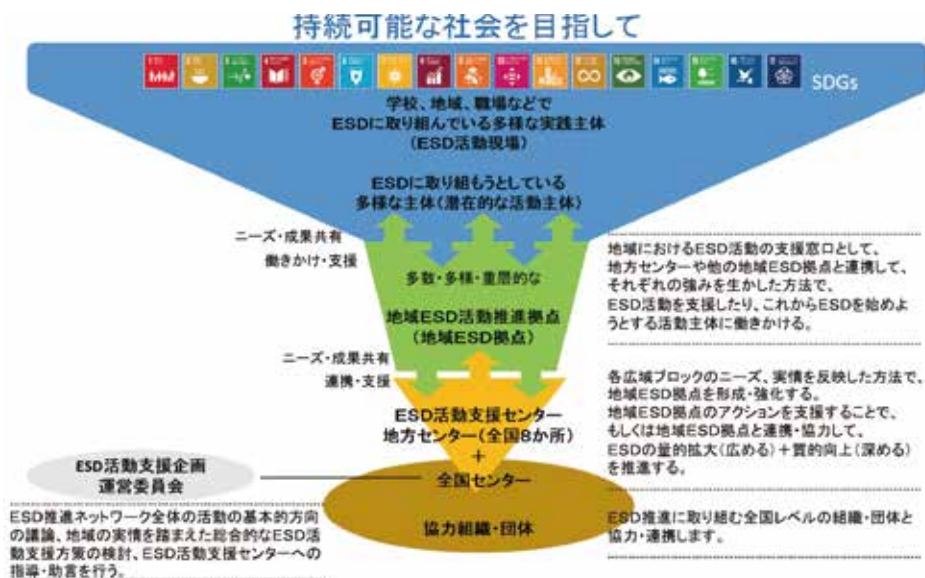 持続可能な社会を目指して
SDGs
学校、地域、職場などで
ESDに取り組んでいる多様な実践主体
(ESD活動現場)
ESDに取り組もうとしている
多様な主体(潜在的な活動主体)
ニーズ・成果共有
働きかけ・支援
多数・多様・重層的な
地域ESD活動推進拠点
(地域ESD拠点)
地域におけるESD活動の支援窓口として、
地方センターや他の地域ESD拠点と連携して、
それぞれの強みを生かした方法で、
ESD活動を支援したり、これからESDを始めよ
うとする活動主体に働きかける。
ニーズ・成果共有
連携・支援
ESD活動支援センター
地方センター(全国8か所)
+
全国センター
各広域ブロックのニーズ、実情を反映した方法で、
地域ESD拠点を形成・強化する。
地域ESD拠点のアクションを支援することで、
もしくは地域ESD拠点と連携・協力して、
ESDの量的拡大(広める)+質的向上(深める)
を推進する。
ESD活動支援企画
運営委員会
協力組織・団体
ESD推進ネットワーク全体の活動の基本的方向
の議論、地域の実情を踏まえた総合的なESD活
動支援方策の検討、ESD活動支援センターへの
指導・助言を行う。
ESD推進に取り組む全国レベルの組織・団体と
協力・連携します。